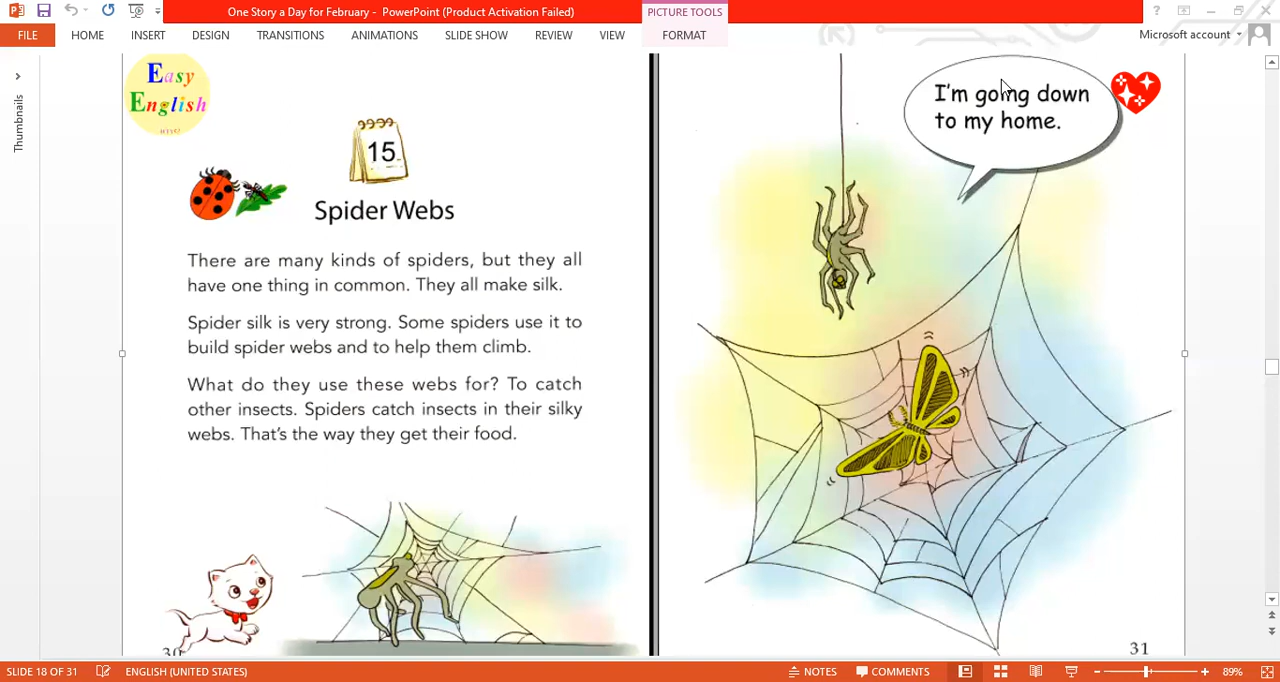 One Story a Day for February - PowerPoint (Product Activation Failed)
PICTURE TOOLS
FILE
HOME
INSERT
DESIGN
TRANSITIONS
ANIMATIONS
SLIDE SHOW
REVIEW
VIEW
FORMAT
Microsoft account
Thumbnails
Easy
English
15
Spider Webs
There are many kinds of spiders, but they all
have one thing in common. They all make silk.
Spider silk is very strong. Some spiders use it to
build spider webs and to help them climb.
What do they use these webs for? To catch
other insects. Spiders catch insects in their silky
webs. That's the way they get their food.
30
I'm going down
to my home.
31
SLIDE 18 OF 31
ENGLISH (UNITED STATES)
NOTES
COMMENTS
89%